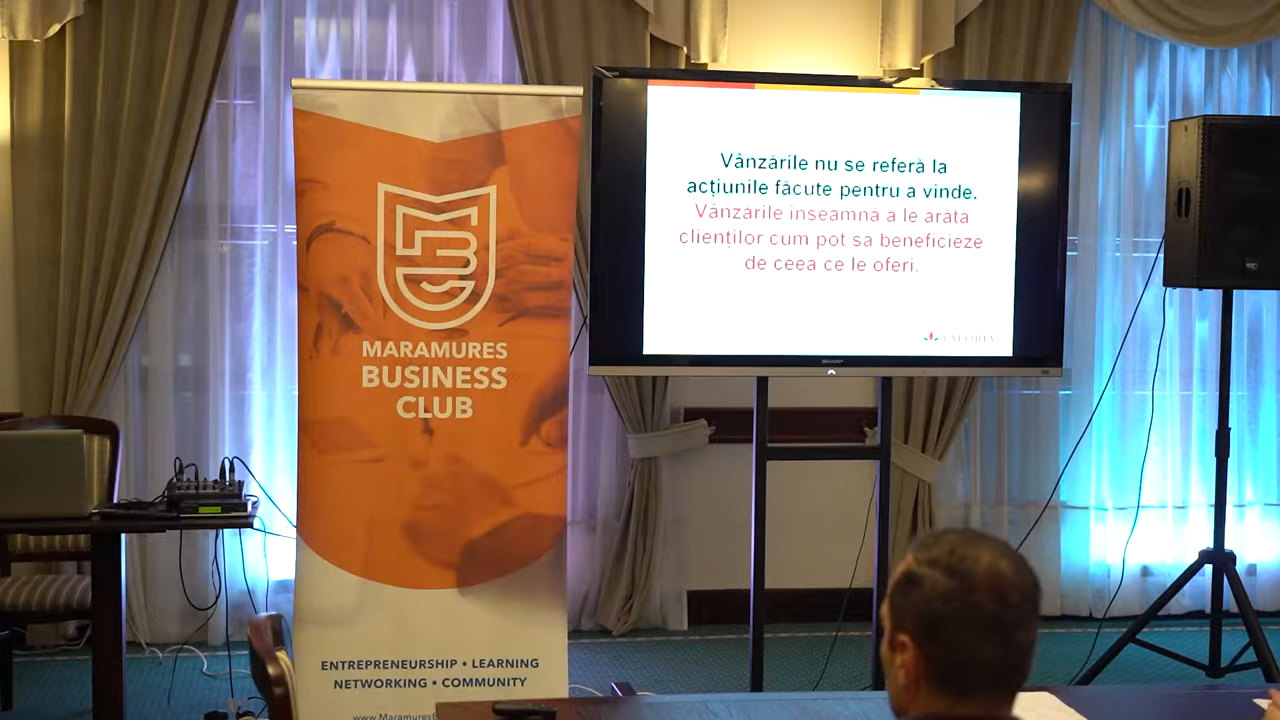 MARAMURES
BUSINESS
CLUB
ENTREPRENEURSHIP • LEARNING
NETWORKING • COMMUNITY
Vânzările nu se referă la
acțiunile făcute pentru a vinde.
Vânzările inseamna a le arata
clienților cum pot sa beneficieze
de ceea ce le oferi.
VALORIA
SHARP